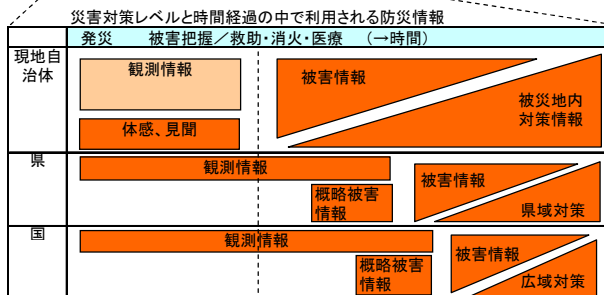 災害対策レベルと時間経過の中で利用される防災情報
発災 被害把握／救助・消火・医療 （→時間）
現地自
治体
観測情報
体感、見聞
被害情報
被災地内
対策情報
県
観測情報
概略被害
情報
被害情報
県域対策
国
観測情報
概略被害
情報
被害情報
広域対策